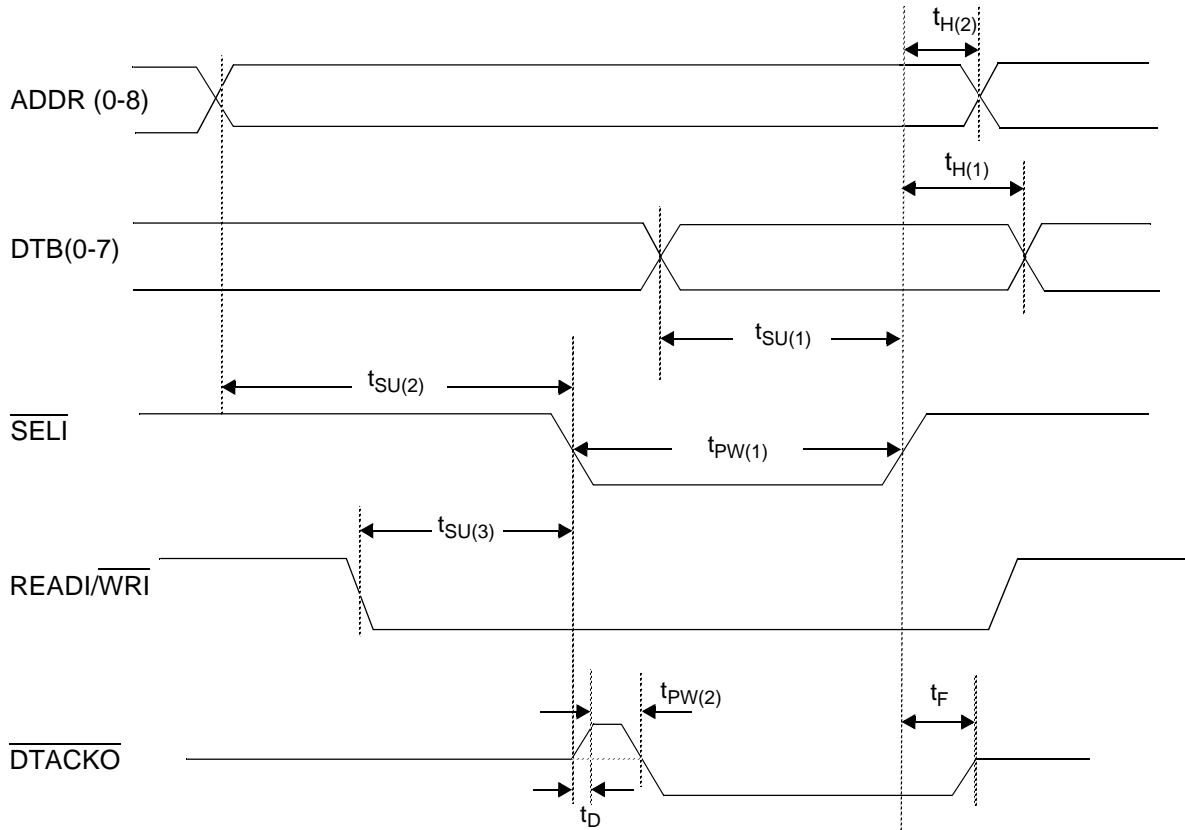 tH(2)
ADDR (0-8)
tH(1)
DTB(0-7)
tSU(1)
tSU(2)
SELI
tPW(1)
tSU(3)
READI/WRI
tPW(2)
tF
DTACKO
tD